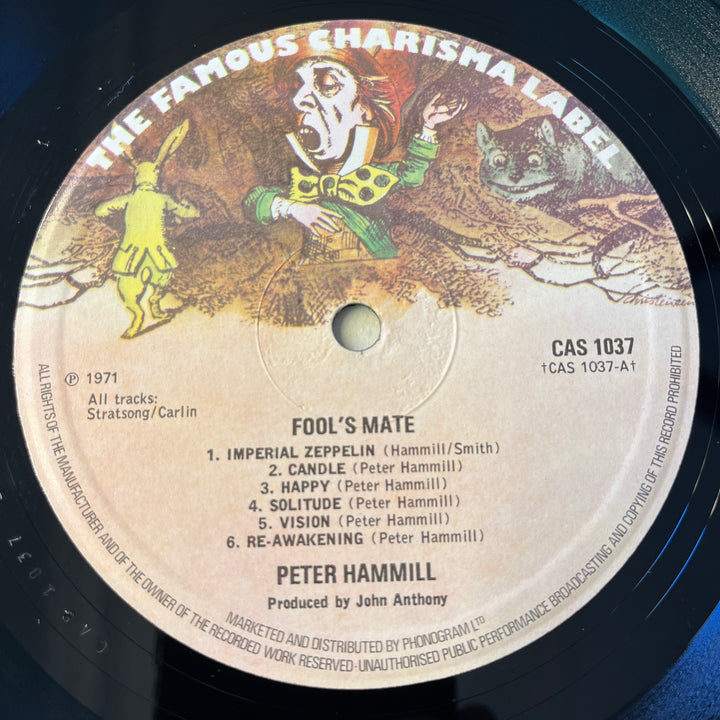 THE FAMOUS CHARISMA LABEL
Christensen
CAS 1037
†CAS 1037-A†
℗ 1971
All tracks:
Stratsong/Carlin
FOOL'S MATE
1. IMPERIAL ZEPPELIN (Hammill/Smith)
2. CANDLE (Peter Hammill)
3. HAPPY (Peter Hammill)
4. SOLITUDE (Peter Hammill)
5. VISION (Peter Hammill)
6. RE-AWAKENING (Peter Hammill)
PETER HAMMILL
Produced by John Anthony
MARKETED AND DISTRIBUTED BY PHONOGRAM LTD
ALL RIGHTS OF THE MANUFACTURER AND OF THE OWNER OF THE RECORDED WORK RESERVED-UNAUTHORISED PUBLIC PERFORMANCE BROADCASTING AND COPYING OF THIS RECORD PROHIBITED
CAS 1037